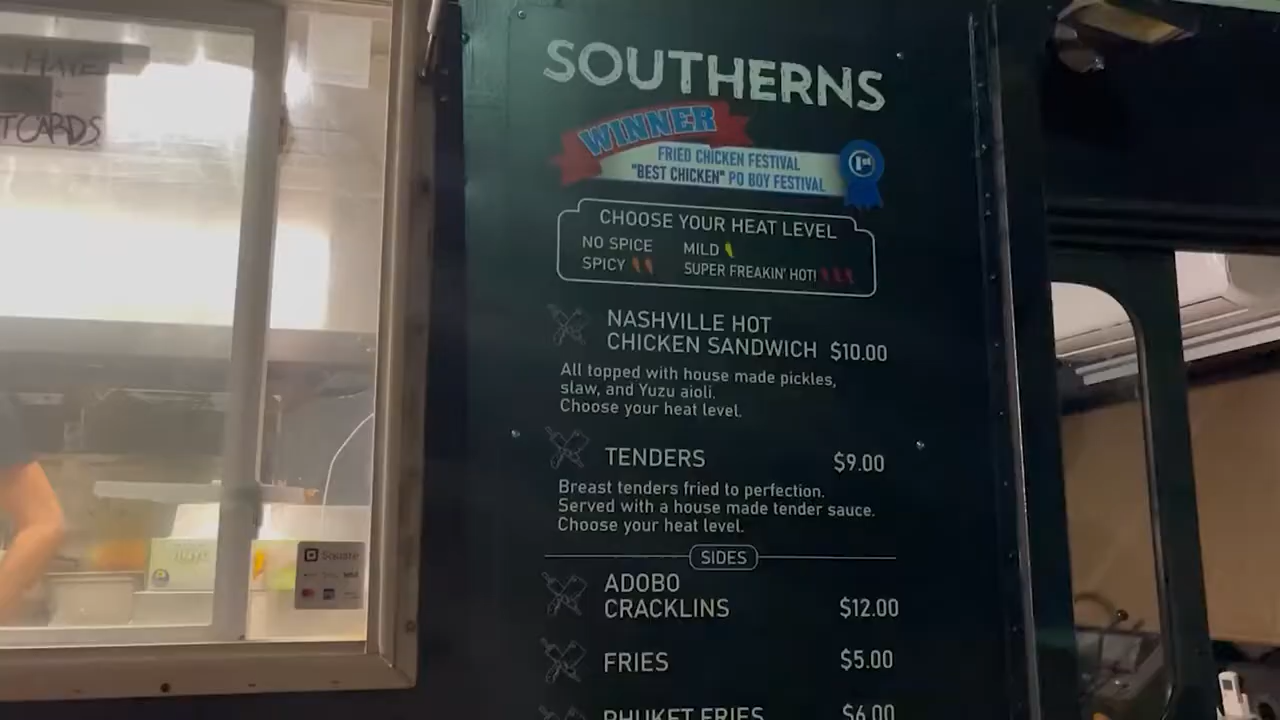 HAVE
T CARDS
SOUTHERNS
WINNER
FRIED CHICKEN FESTIVAL
"BEST CHICKEN" PO BOY FESTIVAL
1st
CHOOSE YOUR HEAT LEVEL
NO SPICE MILD
SPICY SUPER FREAKIN' HOT!
NASHVILLE HOT
CHICKEN SANDWICH $10.00
All topped with house made pickles,
slaw, and Yuzu aioli.
Choose your heat level.
TENDERS $9.00
Breast tenders fried to perfection.
Served with a house made tender sauce.
Choose your heat level.
SIDES
ADOBO
CRACKLINS $12.00
FRIES $5.00
PHUKET FRIES $6.00
Square